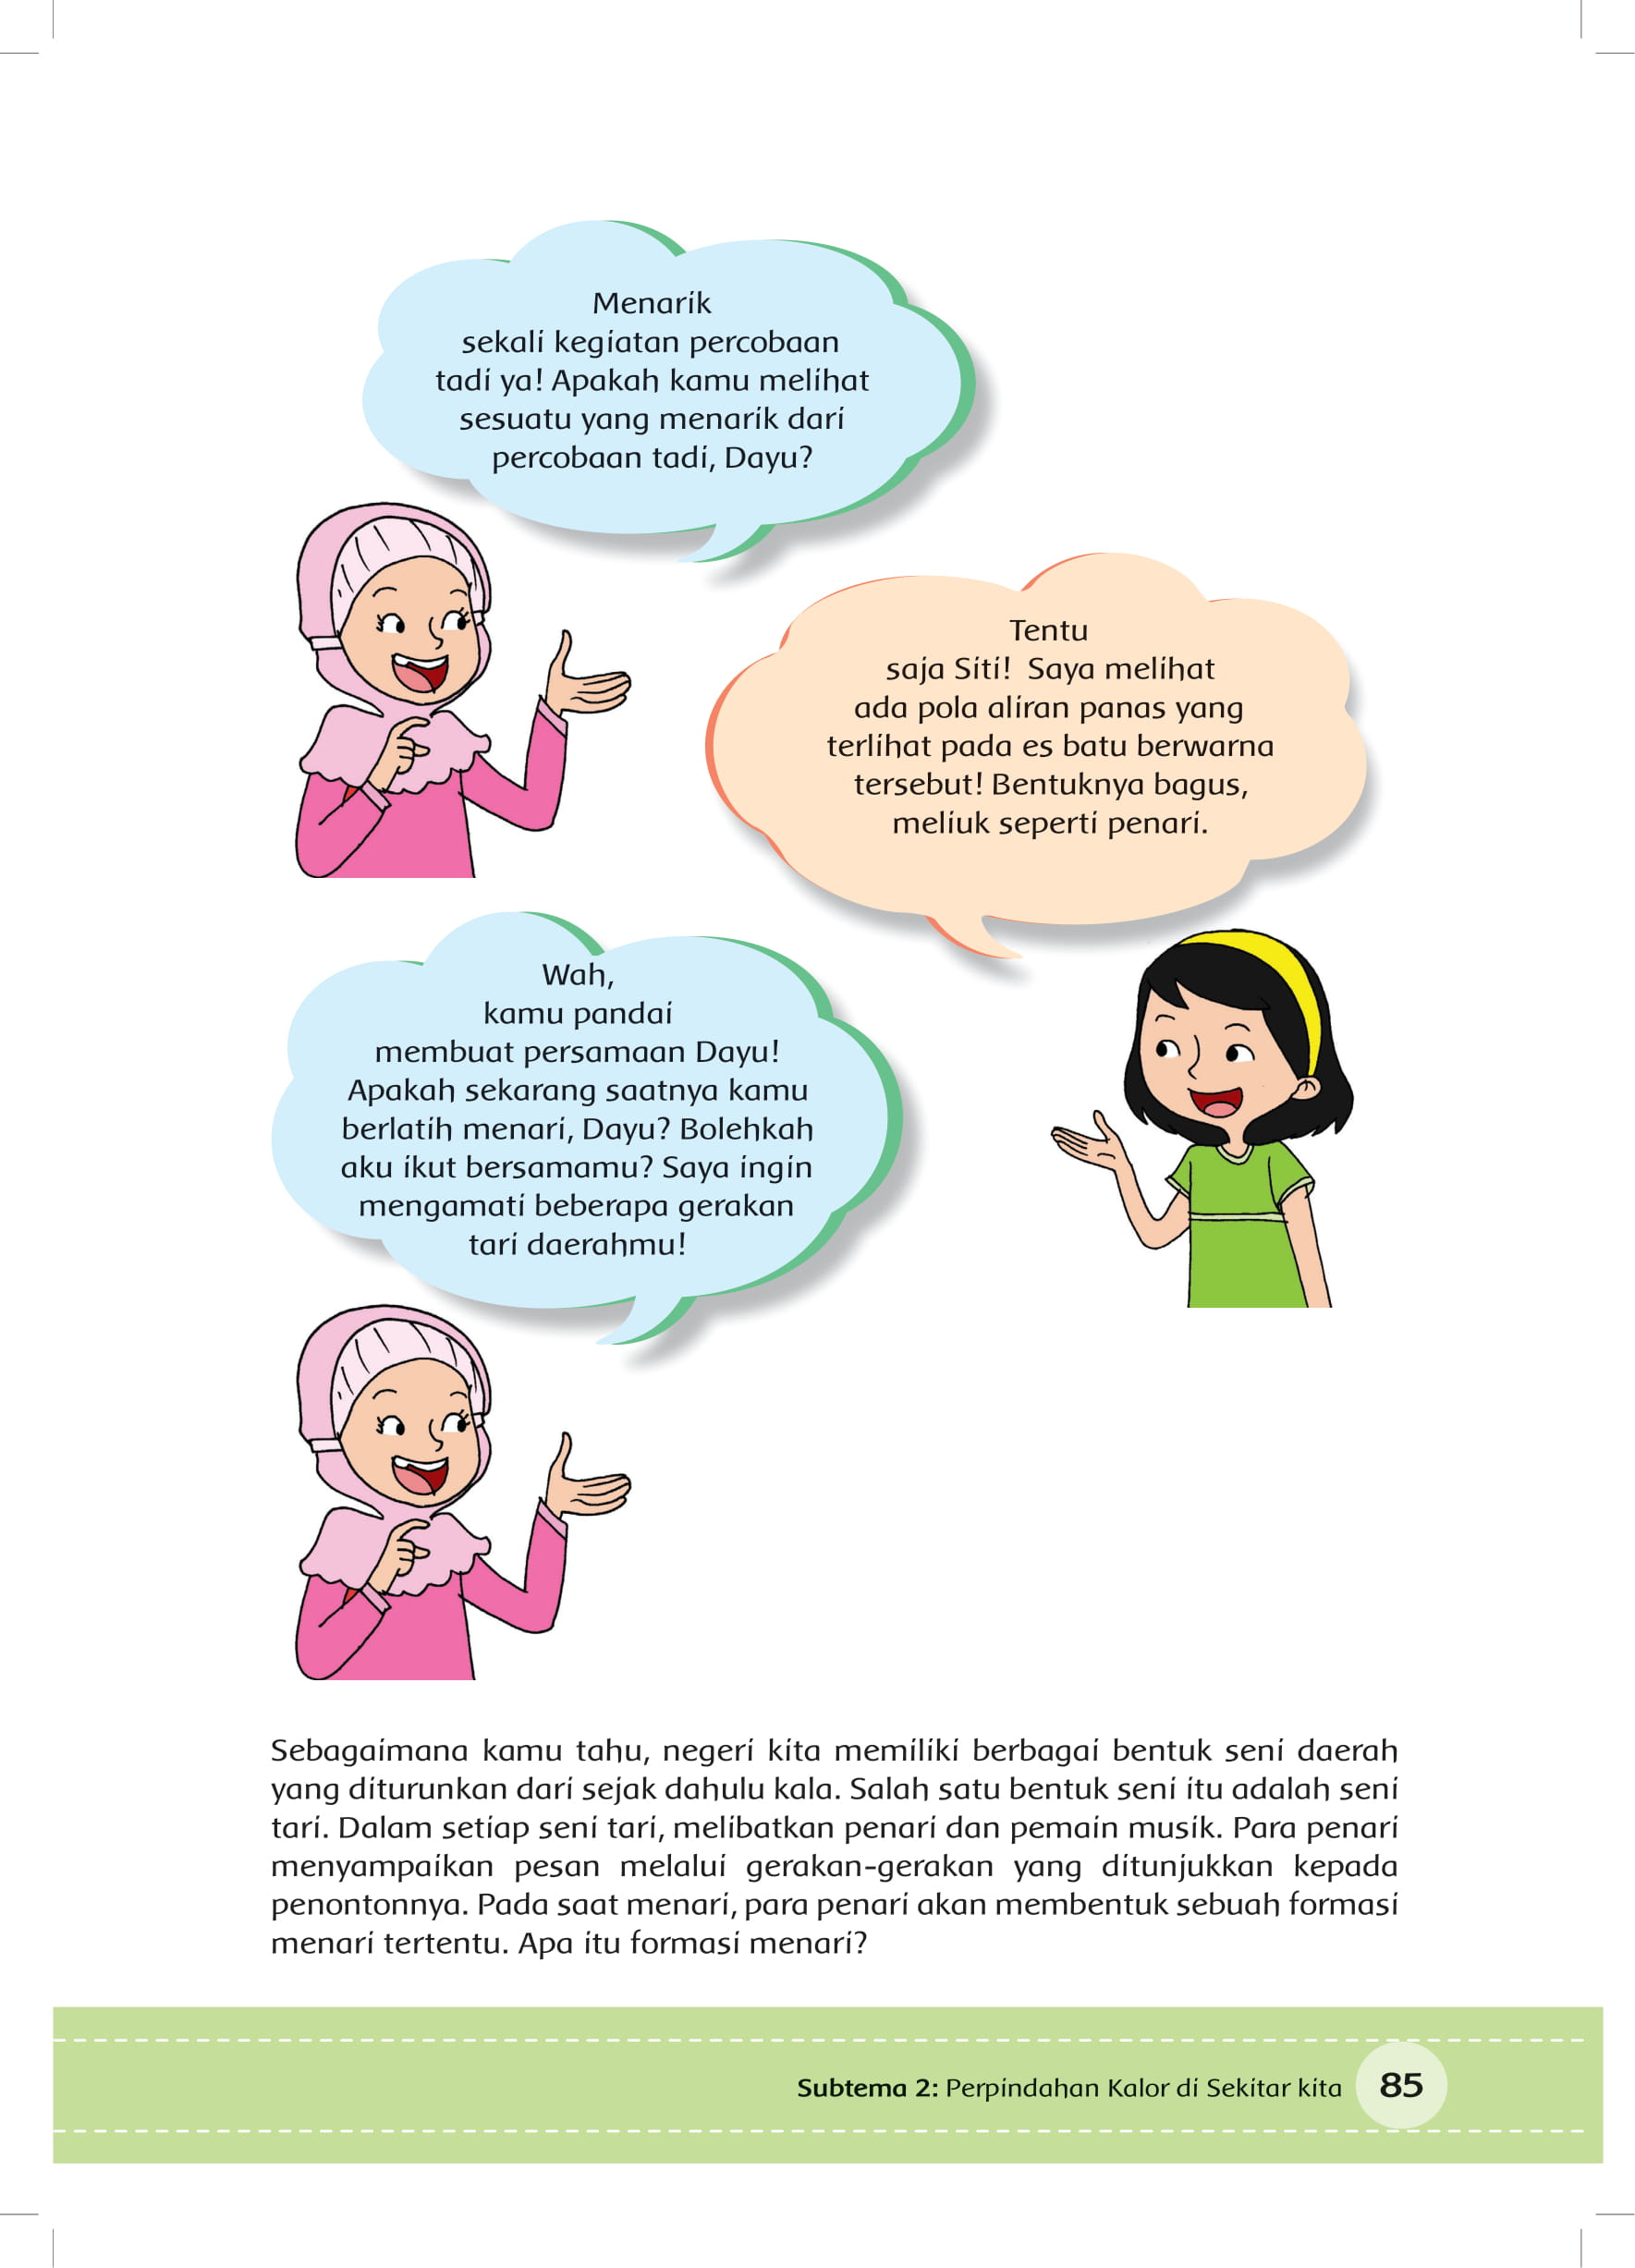 Menarik
sekali kegiatan percobaan
tadi ya! Apakah kamu melihat
sesuatu yang menarik dari
percobaan tadi, Dayu?
Tentu
saja Siti! Saya melihat
ada pola aliran panas yang
terlihat pada es batu berwarna
tersebut! Bentuknya bagus,
meliuk seperti penari.
Wah,
kamu pandai
membuat persamaan Dayu!
Apakah sekarang saatnya kamu
berlatih menari, Dayu? Bolehkah
aku ikut bersamamu? Saya ingin
mengamati beberapa gerakan
tari daerahmu!
Sebagaimana kamu tahu, negeri kita memiliki berbagai bentuk seni daerah
yang diturunkan dari sejak dahulu kala. Salah satu bentuk seni itu adalah seni
tari. Dalam setiap seni tari, melibatkan penari dan pemain musik. Para penari
menyampaikan pesan melalui gerakan-gerakan yang ditunjukkan kepada
penontonnya. Pada saat menari, para penari akan membentuk sebuah formasi
menari tertentu. Apa itu formasi menari?
Subtema 2: Perpindahan Kalor di Sekitar kita 85